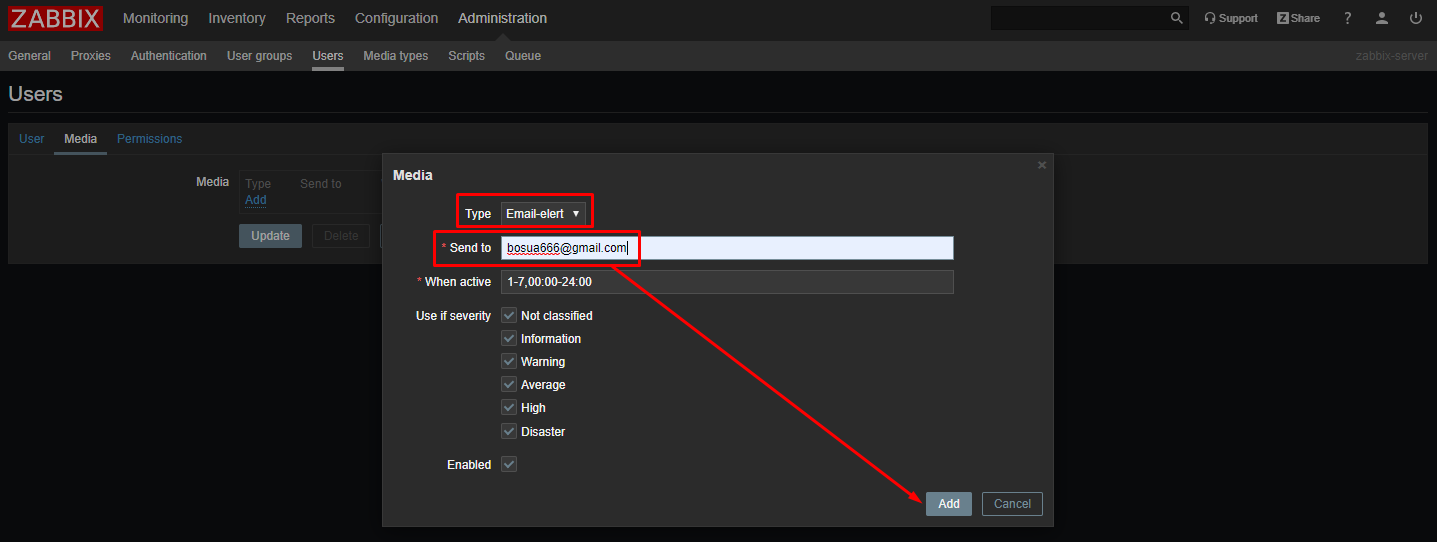 ZABBIX Monitoring Inventory Reports Configuration Administration Support Z Share ?
General Proxies Authentication User groups Users Media types Scripts Queue zabbix-server
Users
User Media Permissions
Media Type Send to
Add
Update Delete
Media ×
Type Email-elert ▼
* Send to bosua666@gmail.com
* When active 1-7,00:00-24:00
Use if severity Not classified
Information
Warning
Average
High
Disaster
Enabled
Add Cancel